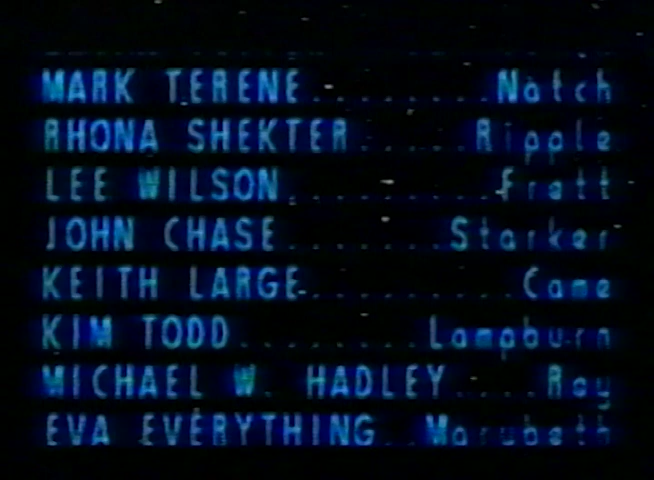 MARK TERENE.........Notch
RHONA SHEKTER.....Ripple
LEE WILSON..........Fratt
JOHN CHASE.......Starker
KEITH LARGE..........Came
KIM TODD........Lampburn
MICHAEL W. HADLEY....Ray
EVA EVERYTHING..Marubeth